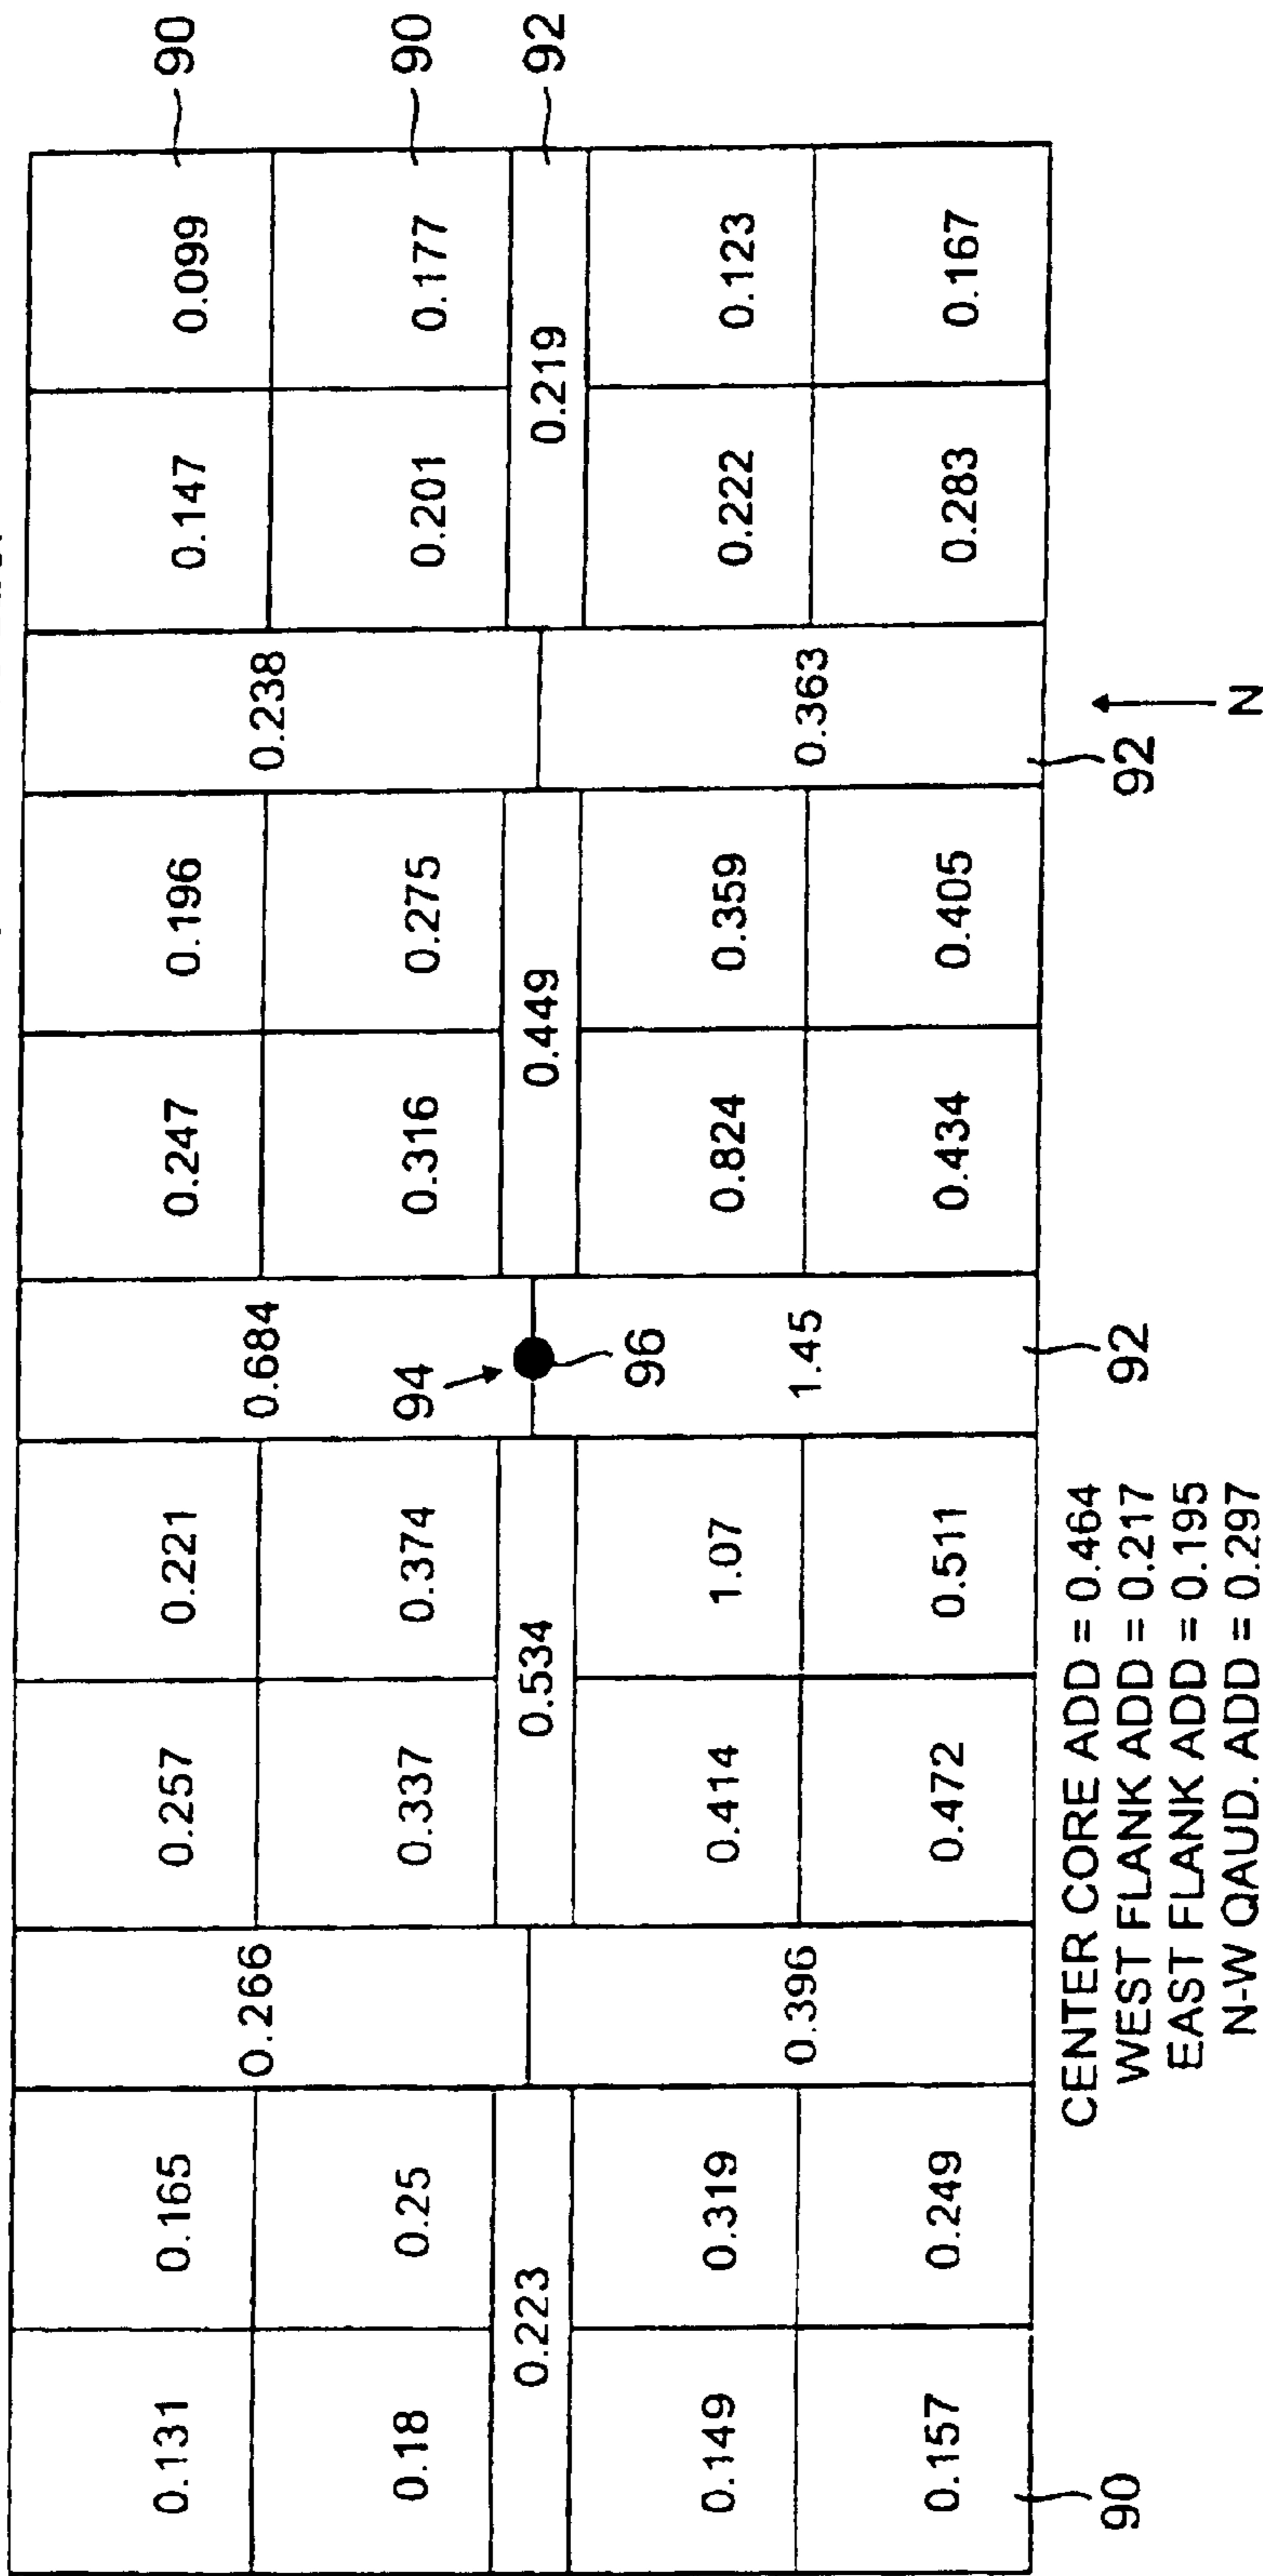 0.131 0.165 0.257 0.221 0.247 0.196 0.147 0.099 90
0.266 0.684 0.238
0.18 0.25 0.337 0.374 94 0.316 0.275 0.201 0.177 90
0.223 0.534 0.449 0.219 92
96
0.149 0.319 0.414 1.07 0.824 0.359 0.222 0.123
0.396 1.45 0.363
0.157 0.249 0.472 0.511 0.434 0.405 0.283 0.167
90 92 92
CENTER CORE ADD = 0.464
WEST FLANK ADD = 0.217
EAST FLANK ADD = 0.195
N-W QAUD. ADD = 0.297
N